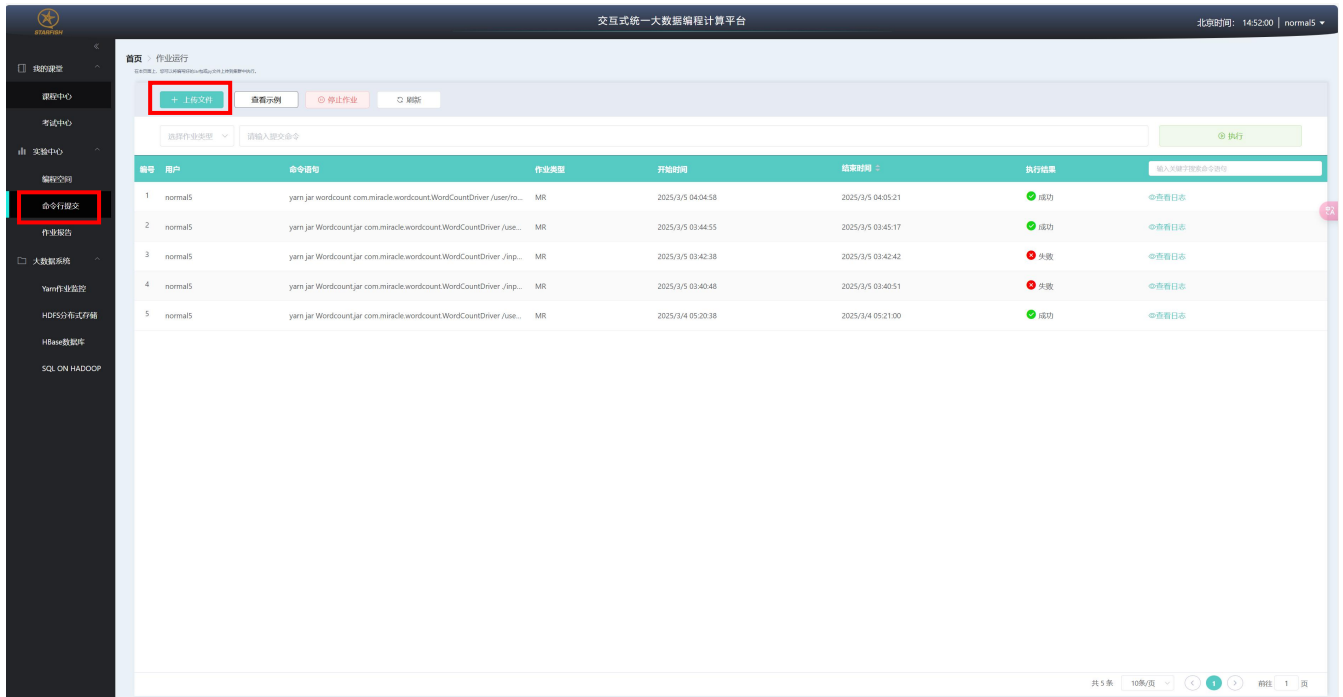 STARFISH
交互式统一大数据编程计算平台
北京时间: 14:52:00 | normal5
我的课堂
课程中心
考试中心
实验中心
编程空间
命令行提交
作业报告
大数据系统
Yarn作业监控
HDFS分布式存储
HBase数据库
SQL ON HADOOP
首页 作业运行
+ 上传文件 查看示例 停止作业 刷新
选择作业类型 请输入提交命令 执行
编号 用户 命令语句 作业类型 开始时间 结束时间 执行结果 输入关键字搜索命令语句
1 normal5 yarn jar wordcount com.miracle.wordcount.WordCountDriver /user/ro... MR 2025/3/5 04:04:58 2025/3/5 04:05:21 成功 查看日志
2 normal5 yarn jar Wordcount.jar com.miracle.wordcount.WordCountDriver /use... MR 2025/3/5 03:44:55 2025/3/5 03:45:17 成功 查看日志
3 normal5 yarn jar Wordcount.jar com.miracle.wordcount.WordCountDriver ./inp... MR 2025/3/5 03:42:38 2025/3/5 03:42:42 失败 查看日志
4 normal5 yarn jar Wordcount.jar com.miracle.wordcount.WordCountDriver ./inp... MR 2025/3/5 03:40:48 2025/3/5 03:40:51 失败 查看日志
5 normal5 yarn jar Wordcount.jar com.miracle.wordcount.WordCountDriver /use... MR 2025/3/4 05:20:38 2025/3/4 05:21:00 成功 查看日志
共 5 条 10条/页 1 前往 1 页